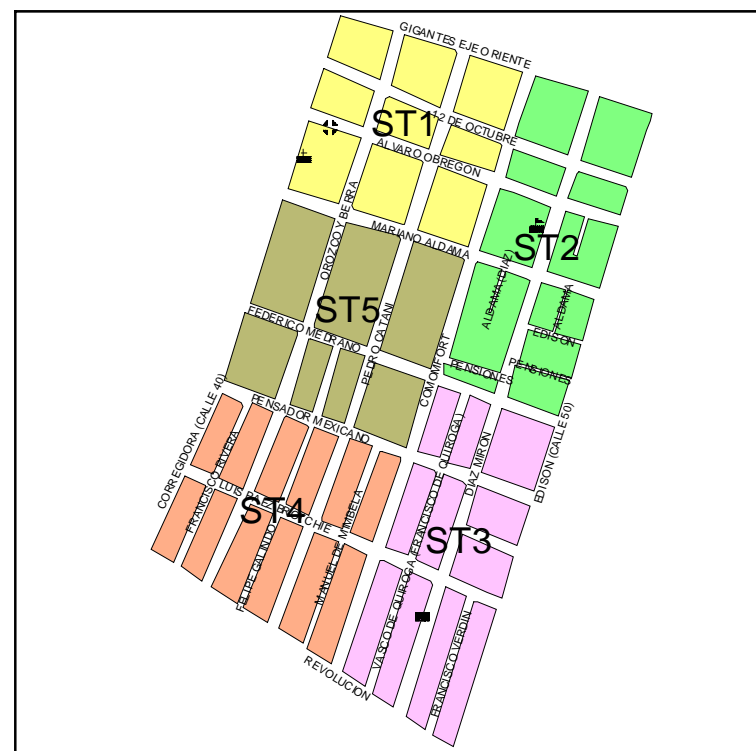 GIGANTES EJE ORIENTE
12 DE OCTUBRE
ST1
ALVARO OBREGON
OROZCO Y BERRA
MARIANO ALDAMA
ST2
ALDAMA (DIAZ)
ALDAMA
ST5
FEDERICO MEDRANO
PEDRO CATANI
EDISON
COMOMFORT
PENSIONES
PENSIONES
PENSADOR MEXICANO
CORREGIDORA (CALLE 40)
FRANCISCO RIVERA
EDISON (CALLE 50)
DIAZ MIRON
VASCO DE QUIROGA (FRANCISCO DE QUIROGA)
ST4
ST3
FELIPE GALINDO
MANUEL DE MIMBELA
FRANCISCO VERDIN
REVOLUCION